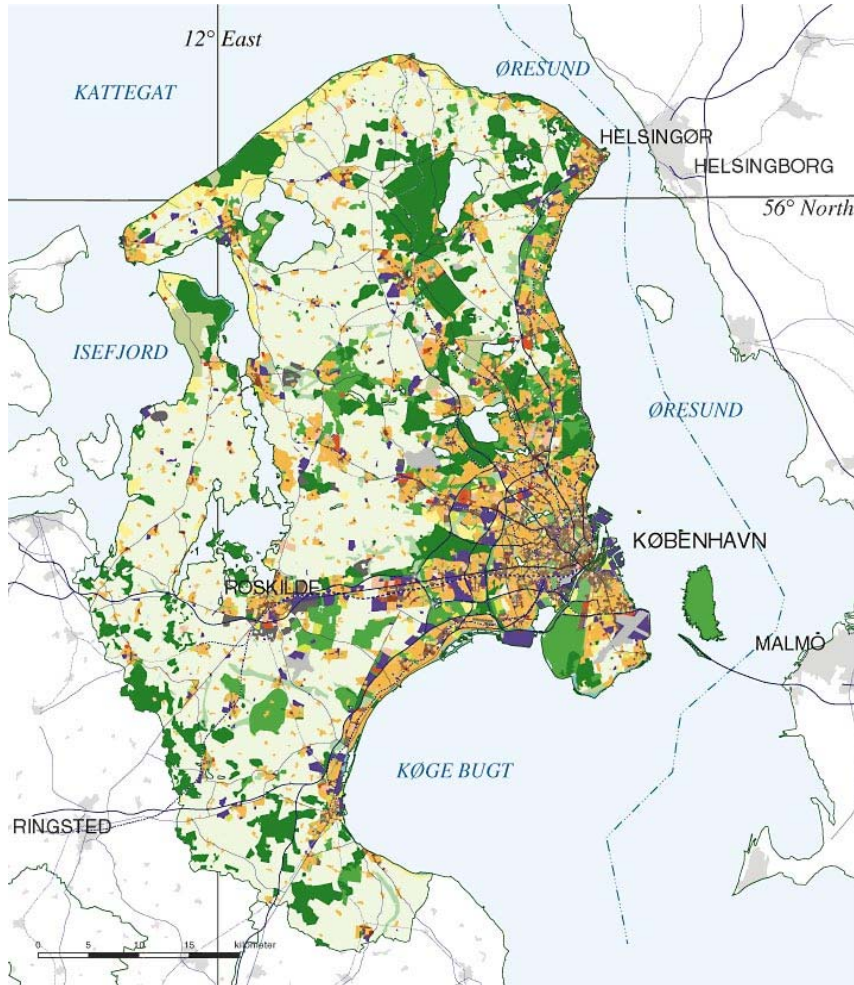 12° East
ØRESUND
KATTEGAT
HELSINGØR
HELSINGBORG
56° North
ISEFJORD
ØRESUND
KØBENHAVN
ROSKILDE
MALMÖ
KØGE BUGT
RINGSTED
0 5 10 15 kilometer